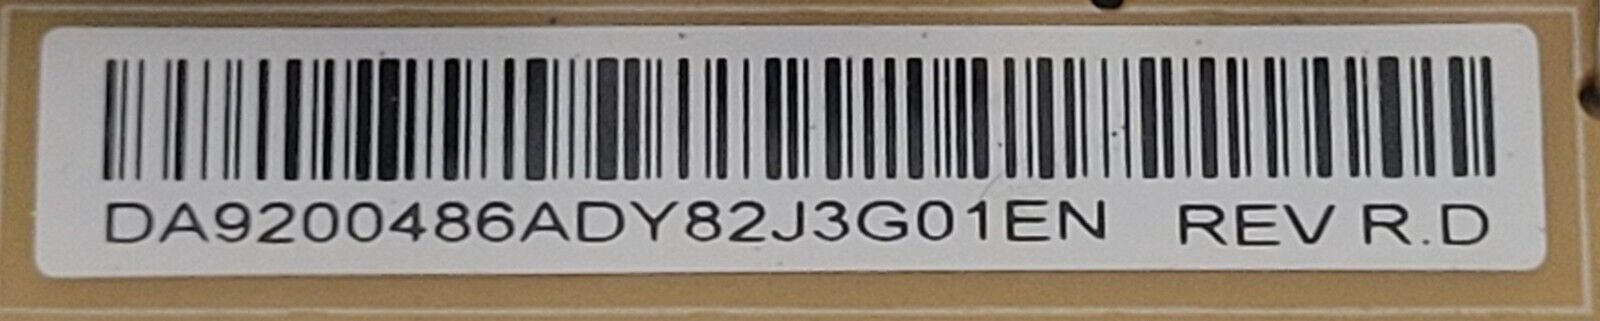 DA9200486ADY82J3G01EN REV R.D